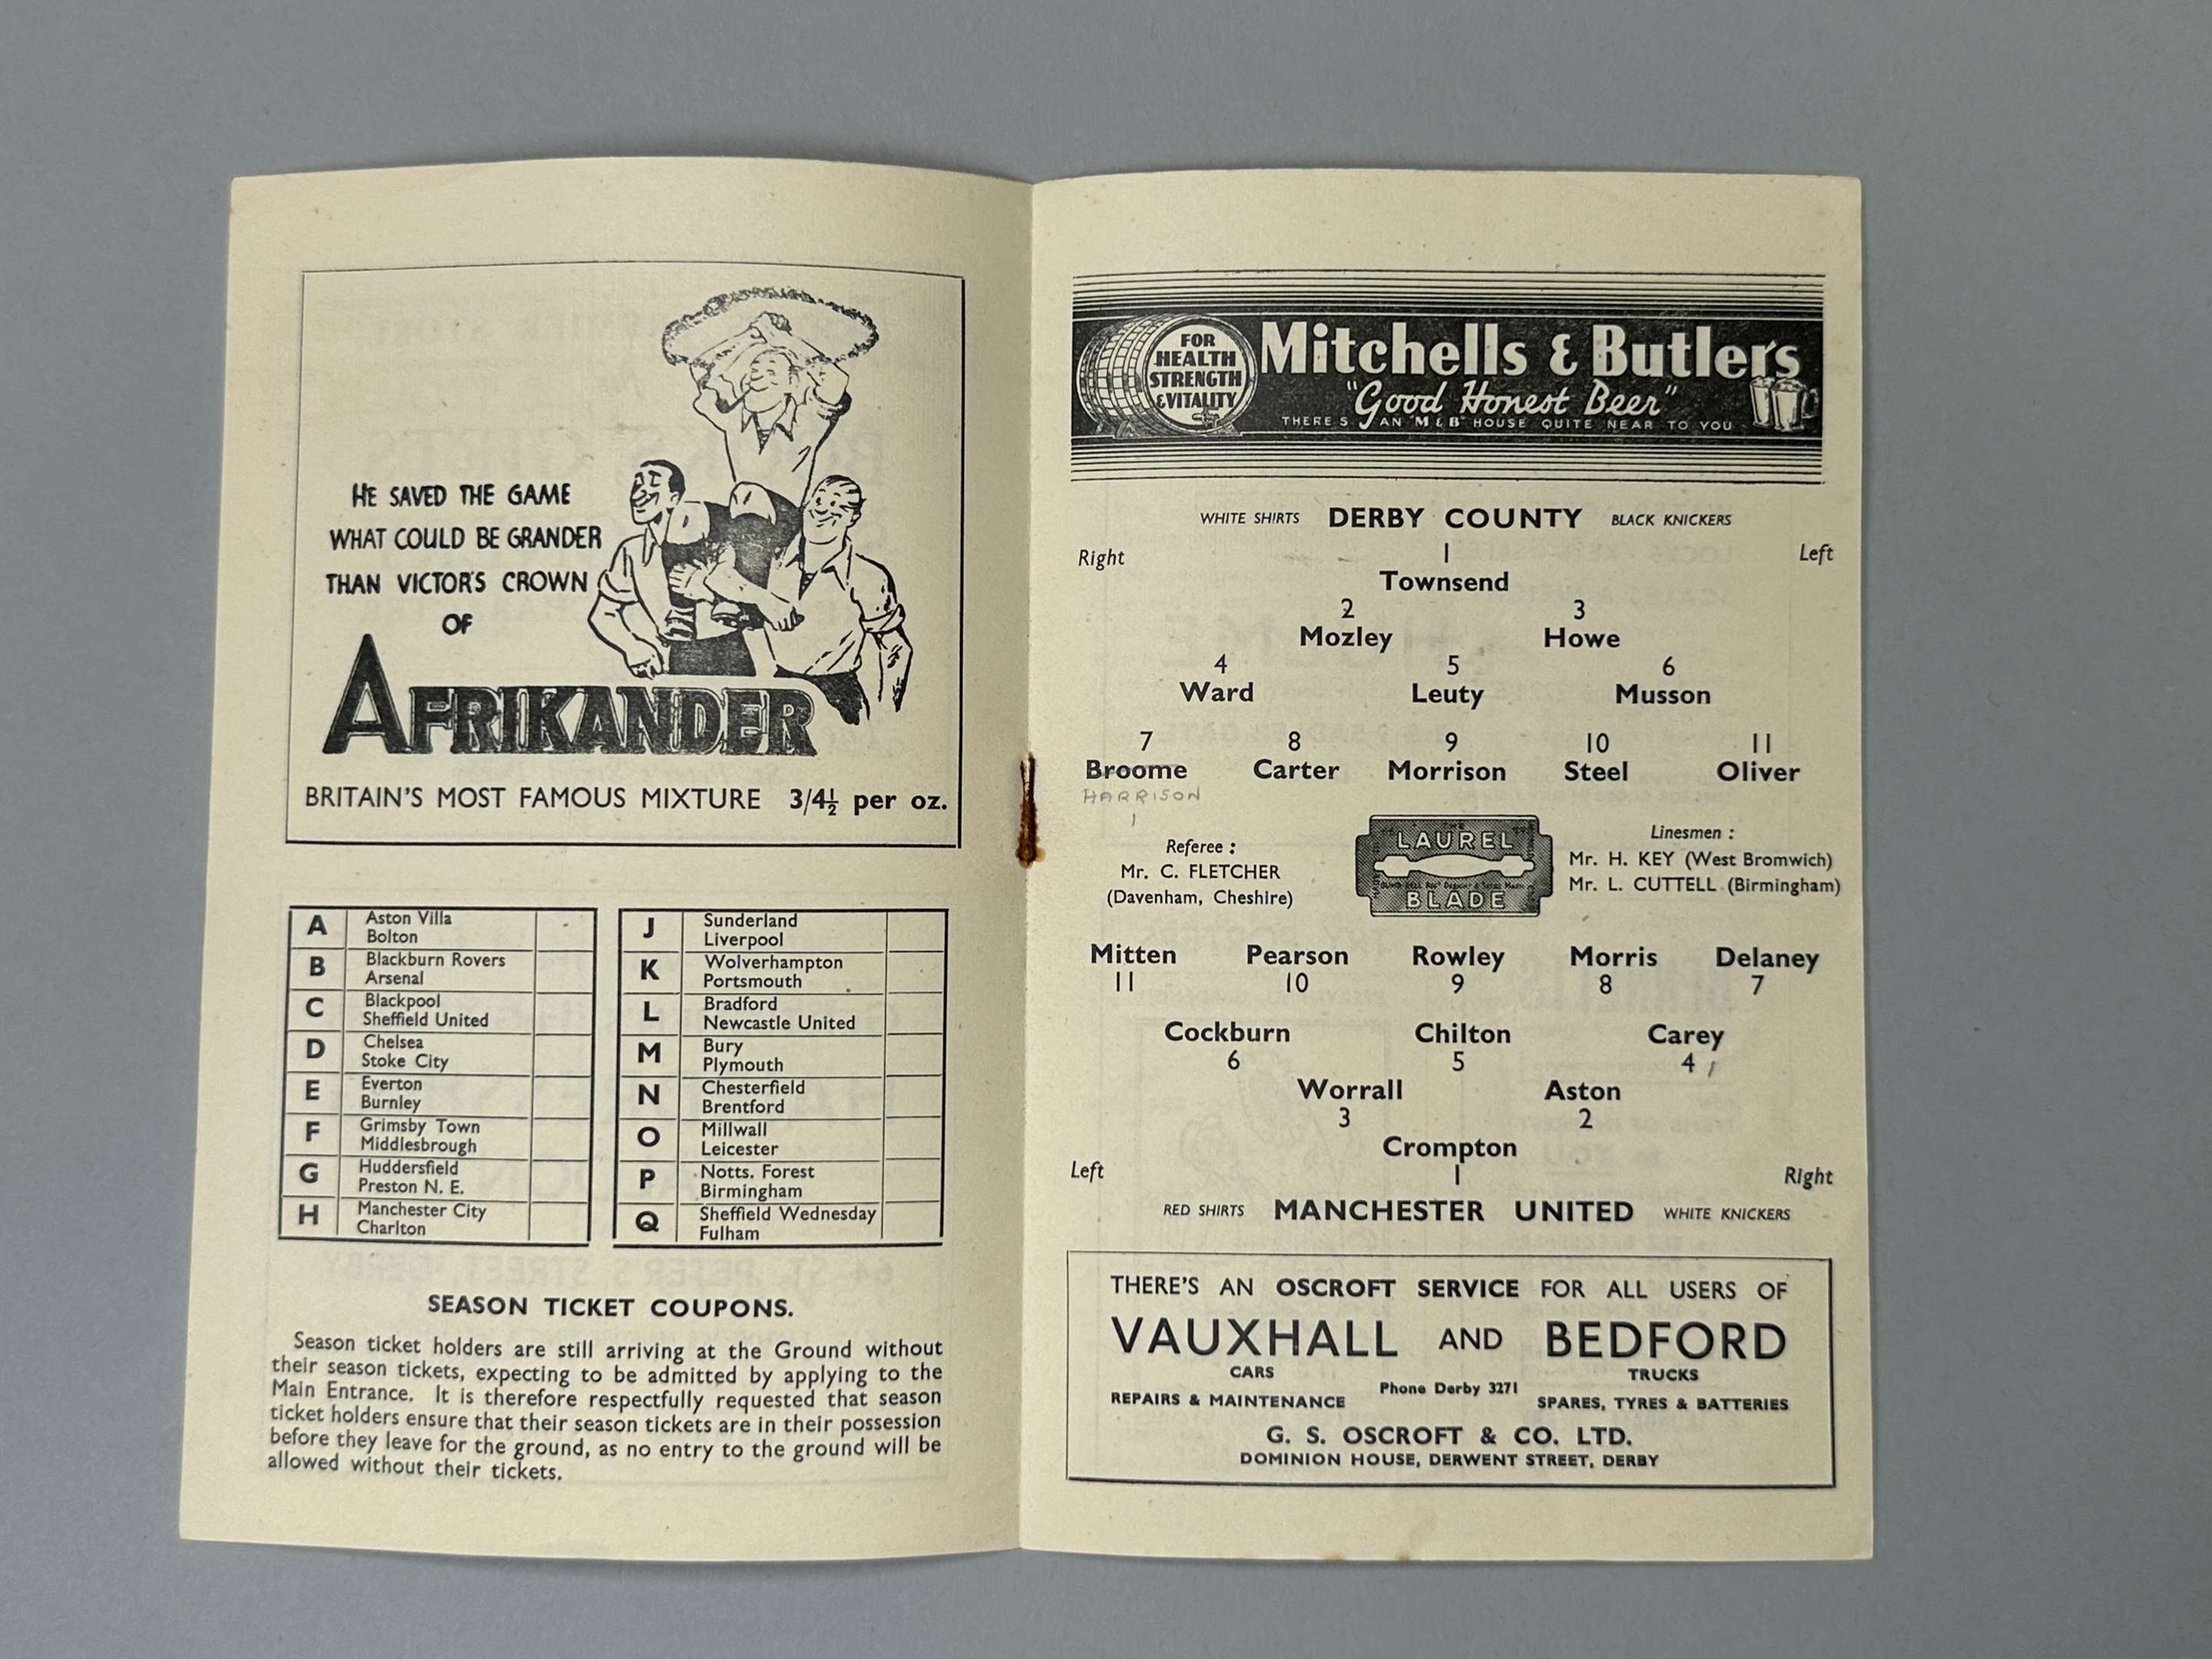 HE SAVED THE GAME
WHAT COULD BE GRANDER
THAN VICTOR'S CROWN
OF
AFRIKANDER
BRITAIN'S MOST FAMOUS MIXTURE 3/4½ per oz.
A Aston Villa
Bolton
B Blackburn Rovers
Arsenal
C Blackpool
Sheffield United
D Chelsea
Stoke City
E Everton
Burnley
F Grimsby Town
Middlesbrough
G Huddersfield
Preston N. E.
H Manchester City
Charlton
J Sunderland
Liverpool
K Wolverhampton
Portsmouth
L Bradford
Newcastle United
M Bury
Plymouth
N Chesterfield
Brentford
O Millwall
Leicester
P Notts. Forest
Birmingham
Q Sheffield Wednesday
Fulham
SEASON TICKET COUPONS.
Season ticket holders are still arriving at the Ground without
their season tickets, expecting to be admitted by applying to the
Main Entrance. It is therefore respectfully requested that season
ticket holders ensure that their season tickets are in their possession
before they leave for the ground, as no entry to the ground will be
allowed without their tickets.
FOR
HEALTH
STRENGTH
& VITALITY
Mitchells & Butlers
"Good Honest Beer"
THERE'S AN "M & B" HOUSE QUITE NEAR TO YOU
WHITE SHIRTS DERBY COUNTY BLACK KNICKERS
Right 1 Left
Townsend
2 3
Mozley Howe
4 5 6
Ward Leuty Musson
7 8 9 10 11
Broome Carter Morrison Steel Oliver
HARRISON
1
Referee :
Mr. C. FLETCHER
(Davenham, Cheshire)
THE
LAUREL
BLADE
Linesmen :
Mr. H. KEY (West Bromwich)
Mr. L. CUTTELL (Birmingham)
Mitten Pearson Rowley Morris Delaney
11 10 9 8 7
Cockburn Chilton Carey
6 5 4 1
Worrall Aston
3 2
Crompton
Left 1 Right
RED SHIRTS MANCHESTER UNITED WHITE KNICKERS
THERE'S AN OSCROFT SERVICE FOR ALL USERS OF
VAUXHALL AND BEDFORD
CARS TRUCKS
REPAIRS & MAINTENANCE Phone Derby 3271 SPARES, TYRES & BATTERIES
G. S. OSCROFT & CO. LTD.
DOMINION HOUSE, DERWENT STREET, DERBY